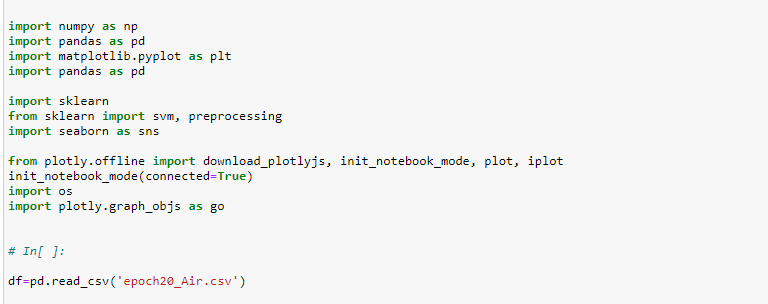 import numpy as np
import pandas as pd
import matplotlib.pyplot as plt
import pandas as pd
import sklearn
from sklearn import svm, preprocessing
import seaborn as sns
from plotly.offline import download_plotlyjs, init_notebook_mode, plot, iplot
init_notebook_mode(connected=True)
import os
import plotly.graph_objs as go
# In[ ]:
df=pd.read_csv('epoch20_Air.csv')